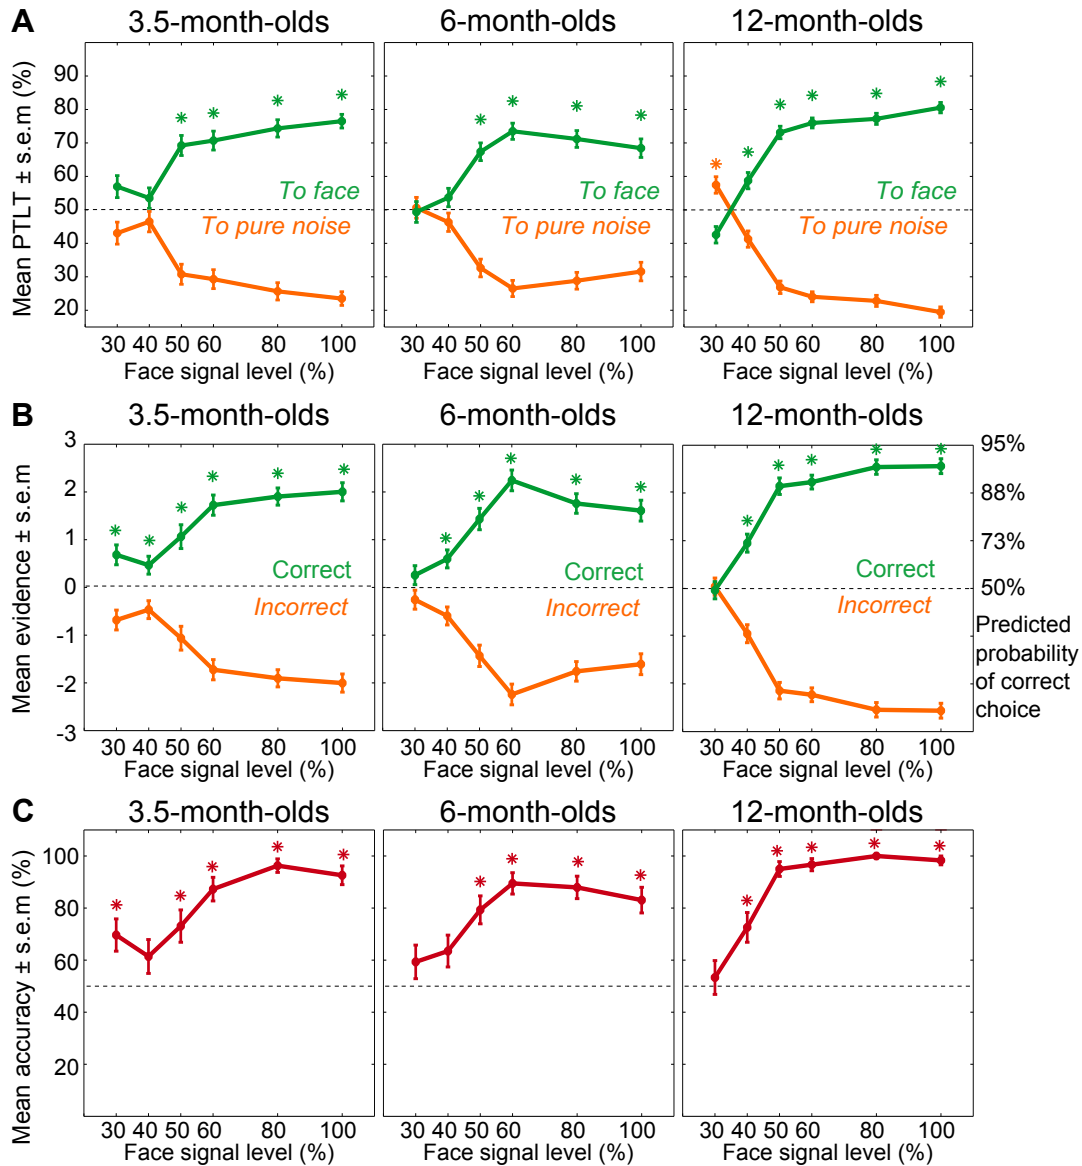 A
3.5-month-olds
6-month-olds
12-month-olds
Mean PTLT ± s.e.m (%)
90
80
70
60
50
40
30
20
To face
To pure noise
To face
To pure noise
To face
To pure noise
30 40 50 60 80 100
30 40 50 60 80 100
30 40 50 60 80 100
Face signal level (%)
Face signal level (%)
Face signal level (%)
B
3.5-month-olds
6-month-olds
12-month-olds
Mean evidence ± s.e.m
3
2
1
0
-1
-2
-3
Correct
Incorrect
Correct
Incorrect
Correct
Incorrect
95%
88%
73%
50%
Predicted
probability
of correct
choice
30 40 50 60 80 100
30 40 50 60 80 100
30 40 50 60 80 100
Face signal level (%)
Face signal level (%)
Face signal level (%)
C
3.5-month-olds
6-month-olds
12-month-olds
Mean accuracy ± s.e.m (%)
100
80
60
40
20
30 40 50 60 80 100
30 40 50 60 80 100
30 40 50 60 80 100
Face signal level (%)
Face signal level (%)
Face signal level (%)